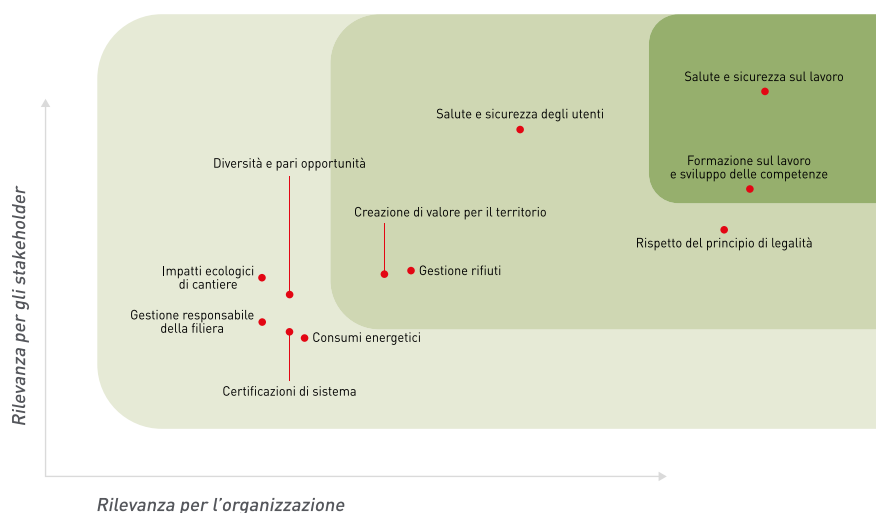 Salute e sicurezza sul lavoro
Salute e sicurezza degli utenti
Diversità e pari opportunità
Formazione sul lavoro
e sviluppo delle competenze
Creazione di valore per il territorio
Rispetto del principio di legalità
Impatti ecologici
di cantiere
Gestione rifiuti
Gestione responsabile
della filiera
Consumi energetici
Certificazioni di sistema
Rilevanza per gli stakeholder
Rilevanza per l’organizzazione